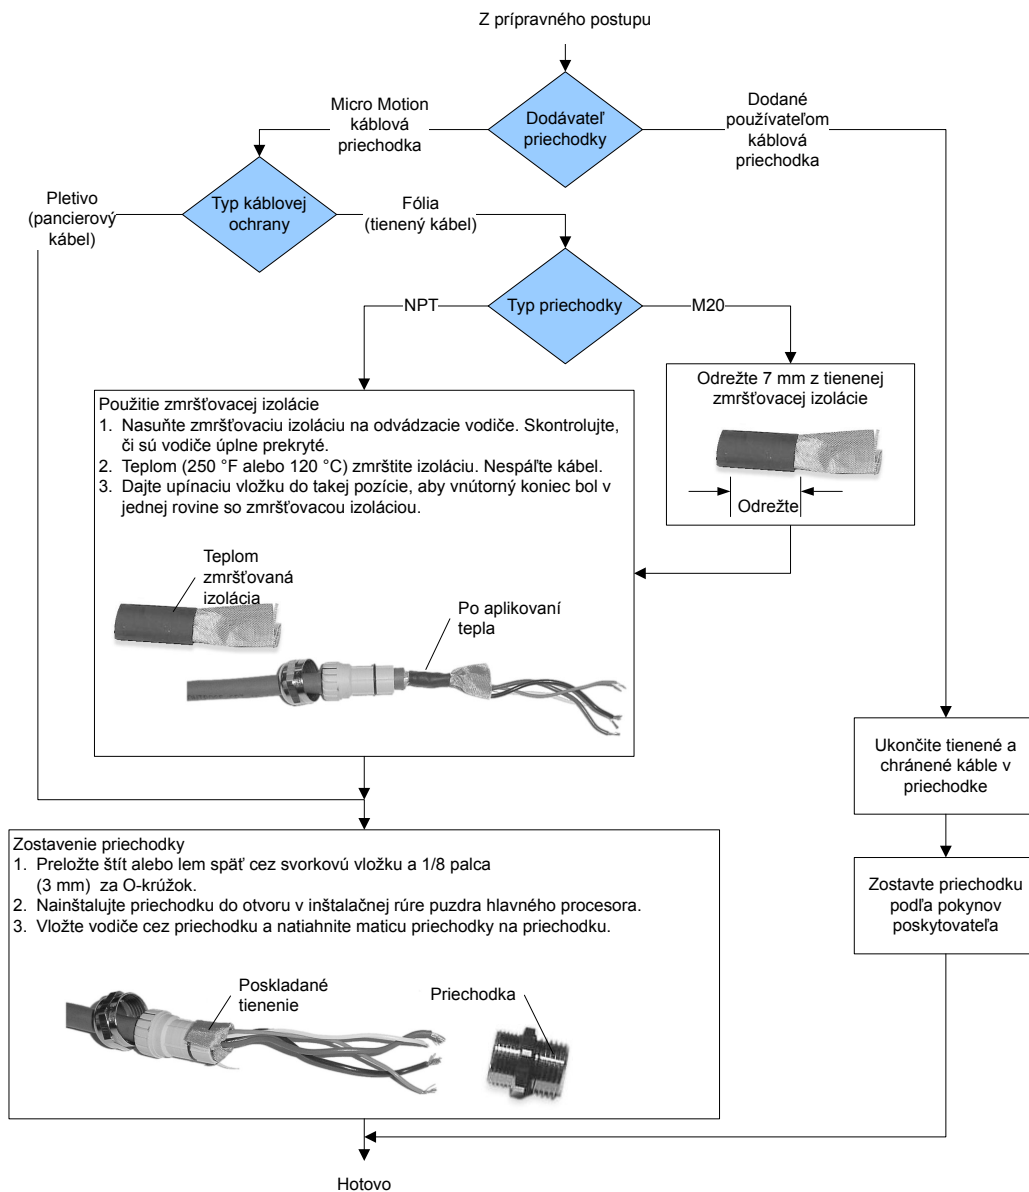 Z prípravného postupu
Dodávateľ
priechodky
Micro Motion
káblová
priechodka
Dodané
používateľom
káblová
priechodka
Typ káblovej
ochrany
Pletivo
(pancierový
kábel)
Fólia
(tienený kábel)
Typ priechodky
NPT
M20
Odrežte 7 mm z tienenej
zmršťovacej izolácie
Odrežte
Použitie zmršťovacej izolácie
1. Nasuňte zmršťovaciu izoláciu na odvádzacie vodiče. Skontrolujte,
či sú vodiče úplne prekryté.
2. Teplom (250 °F alebo 120 °C) zmrštite izoláciu. Nespáľte kábel.
3. Dajte upínaciu vložku do takej pozície, aby vnútorný koniec bol v
jednej rovine so zmršťovacou izoláciou.
Teplom
zmršťovaná
izolácia
Po aplikovaní
tepla
Ukončite tienené a
chránené káble v
priechodke
Zostavte priechodku
podľa pokynov
poskytovateľa
Zostavenie priechodky
1. Preložte štít alebo lem späť cez svorkovú vložku a 1/8 palca
(3 mm) za O-krúžok.
2. Nainštalujte priechodku do otvoru v inštalačnej rúre puzdra hlavného procesora.
3. Vložte vodiče cez priechodku a natiahnite maticu priechodky na priechodku.
Poskladané
tienenie
Priechodka
Hotovo